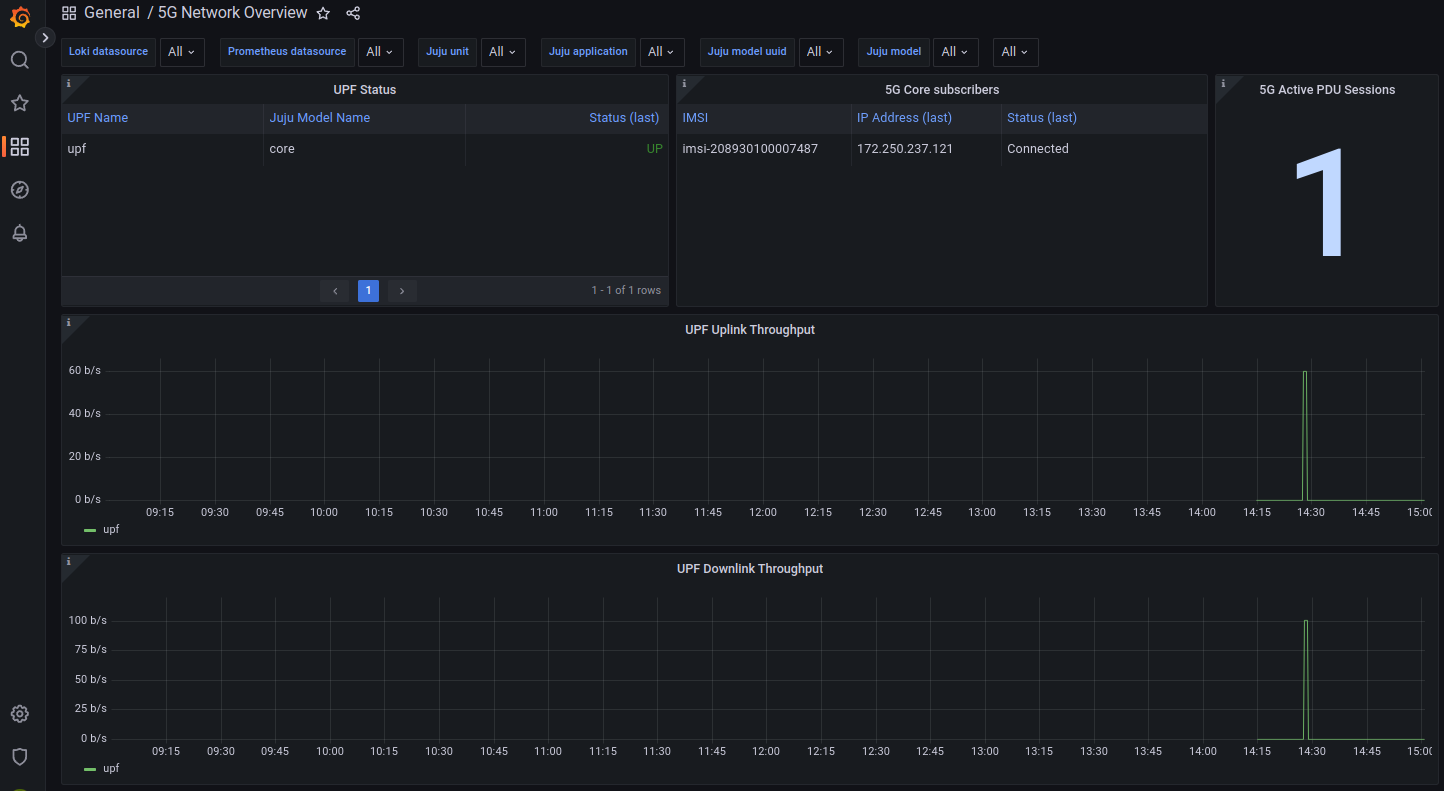 General / 5G Network Overview
Loki datasource All Prometheus datasource All Juju unit All Juju application All Juju model uuid All Juju model All All
UPF Status
UPF Name Juju Model Name Status (last)
upf core UP
1 1 - 1 of 1 rows
5G Core subscribers
IMSI IP Address (last) Status (last)
imsi-208930100007487 172.250.237.121 Connected
5G Active PDU Sessions
1
UPF Uplink Throughput
60 b/s
40 b/s
20 b/s
0 b/s
09:15 09:30 09:45 10:00 10:15 10:30 10:45 11:00 11:15 11:30 11:45 12:00 12:15 12:30 12:45 13:00 13:15 13:30 13:45 14:00 14:15 14:30 14:45 15:00
upf
UPF Downlink Throughput
100 b/s
75 b/s
50 b/s
25 b/s
0 b/s
09:15 09:30 09:45 10:00 10:15 10:30 10:45 11:00 11:15 11:30 11:45 12:00 12:15 12:30 12:45 13:00 13:15 13:30 13:45 14:00 14:15 14:30 14:45 15:00
upf